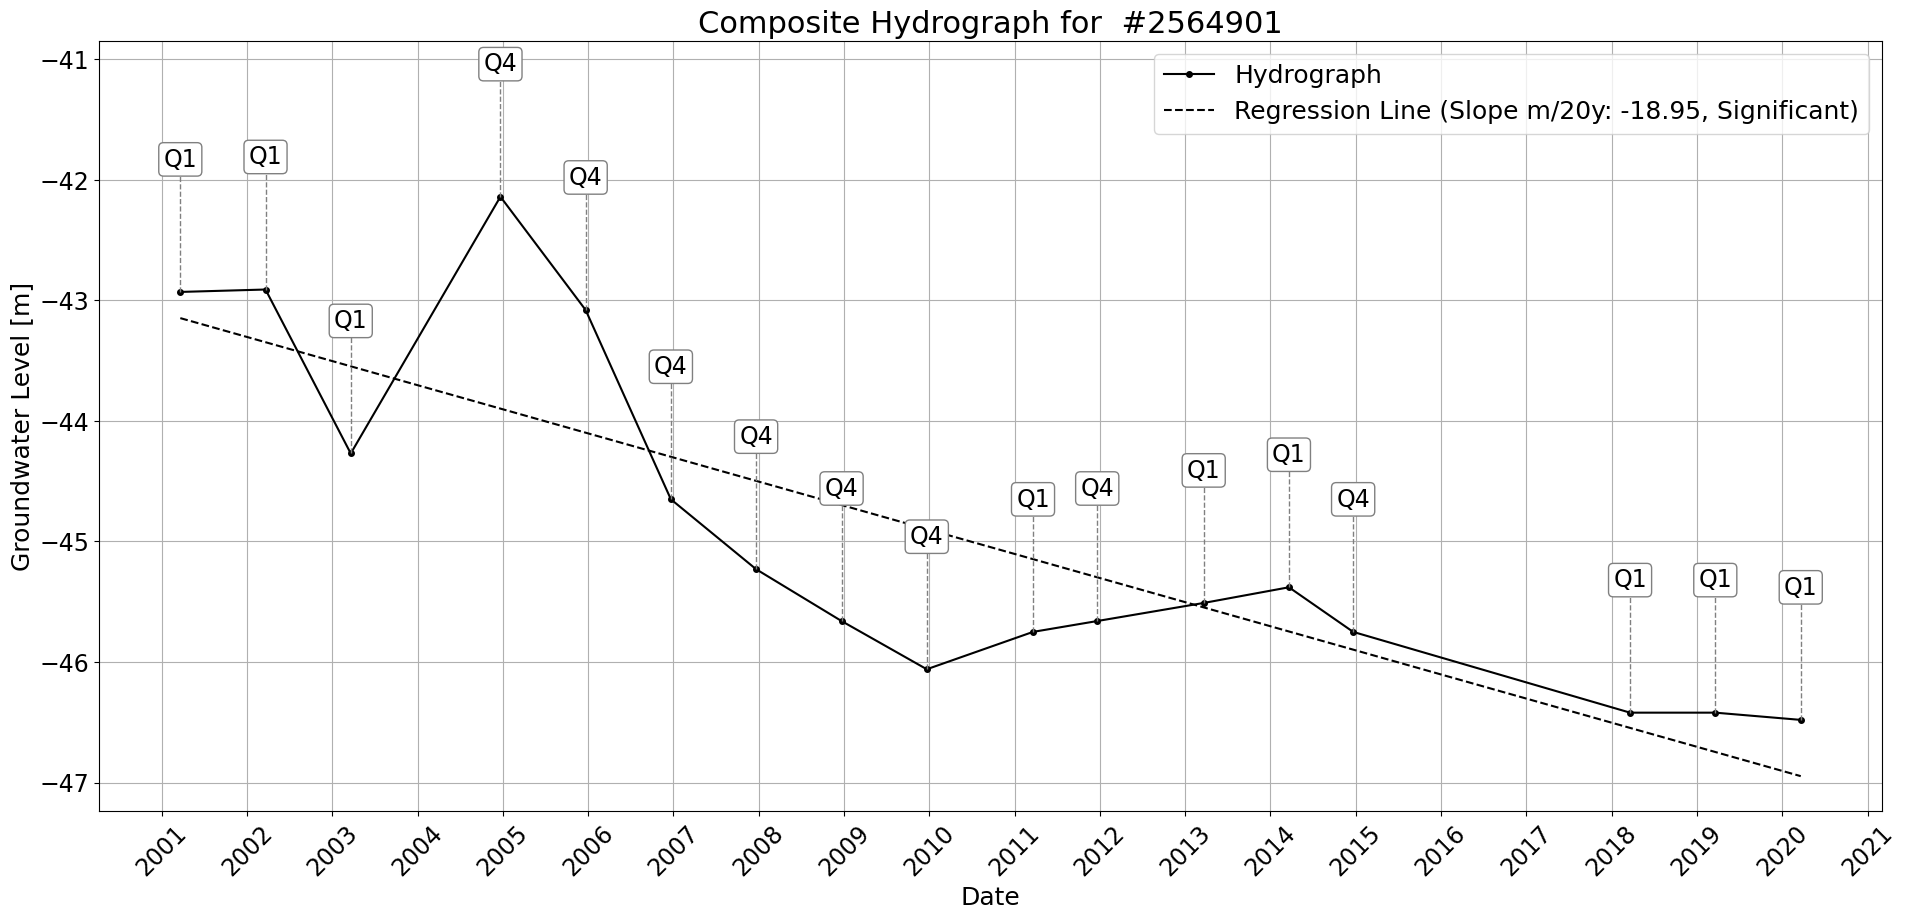 Composite Hydrograph for  #2564901
Hydrograph
Regression Line (Slope m/20y: -18.95, Significant)
Groundwater Level [m]
−41
−42
−43
−44
−45
−46
−47
Q1
Q1
Q1
Q4
Q4
Q4
Q4
Q4
Q4
Q1
Q4
Q1
Q1
Q4
Q1
Q1
Q1
2001
2002
2003
2004
2005
2006
2007
2008
2009
2010
2011
2012
2013
2014
2015
2016
2017
2018
2019
2020
2021
Date